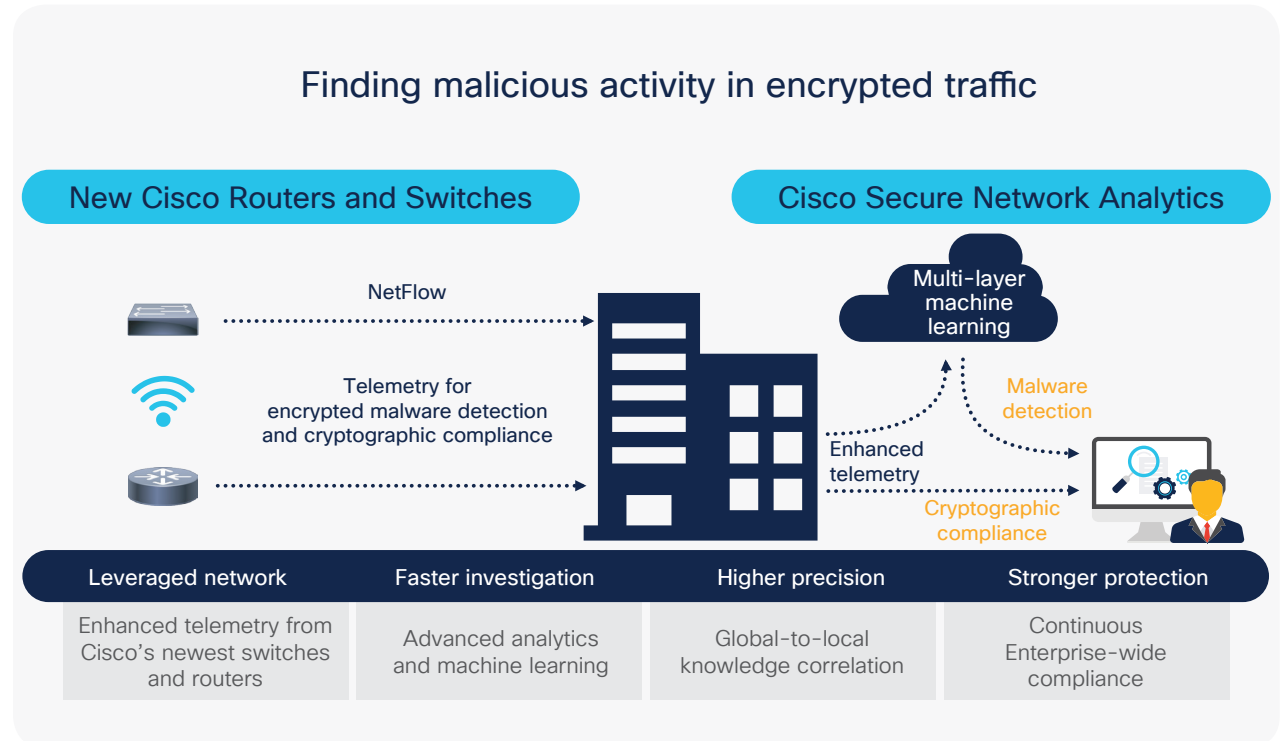 Finding malicious activity in encrypted traffic
New Cisco Routers and Switches
Cisco Secure Network Analytics
NetFlow
Telemetry for
encrypted malware detection
and cryptographic compliance
Multi-layer
machine
learning
Malware
detection
Enhanced
telemetry
Cryptographic
compliance
Leveraged network
Enhanced telemetry from
Cisco's newest switches
and routers
Faster investigation
Advanced analytics
and machine learning
Higher precision
Global-to-local
knowledge correlation
Stronger protection
Continuous
Enterprise-wide
compliance